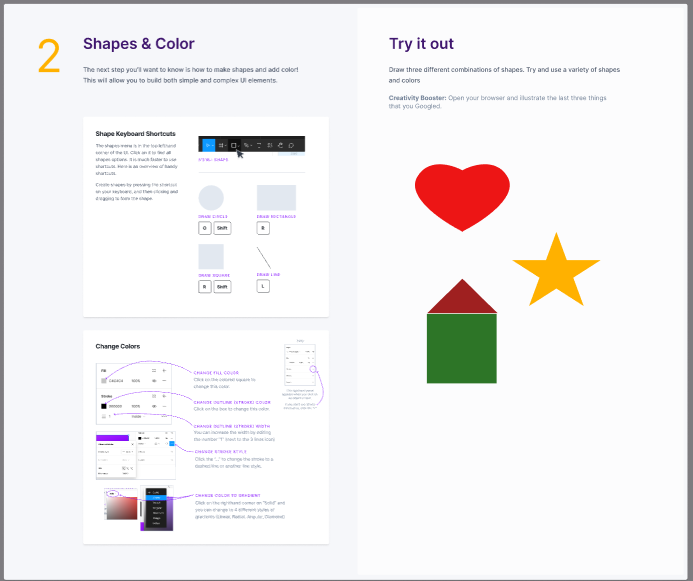 2
Shapes & Color
The next step you'll want to know is how to make shapes and add color!
This will allow you to build both simple and complex UI elements.
Shape Keyboard Shortcuts
The shapes menu is in the top left hand
corner of the UI. Click on it to find all
shapes options. It is much faster to use
shortcuts. Here is an overview of handy
shortcuts.
Create shapes by pressing the shortcut
on your keyboard, and then clicking and
dragging to form the shape.
DRAW CIRCLE
DRAW RECTANGLE
O
Shift
R
DRAW SQUARE
DRAW LINE
R
Shift
L
Change Colors
Fill
Stroke
CHANGE FILL COLOR
Click on the colored square to
change this color.
CHANGE OUTLINE (STROKE) COLOR
Click on the box to change this color
CHANGE OUTLINE (STROKE) WIDTH
You can increase the width by editing
the number "1" (next to the 3 lines icon)
CHANGE STROKE STYLE
Click the "..." to change the stroke to a
dashed line or another line style.
CHANGE COLOR TO GRADIENT
Click on the top
you can change to 4 different styles of
gradients (Linear, Radial, Angular, Diamond)
Try it out
Draw three different combinations of shapes. Try and use a variety of shapes
and colors
Creativity Booster: Open your browser and illustrate the last three things
that you Googled.